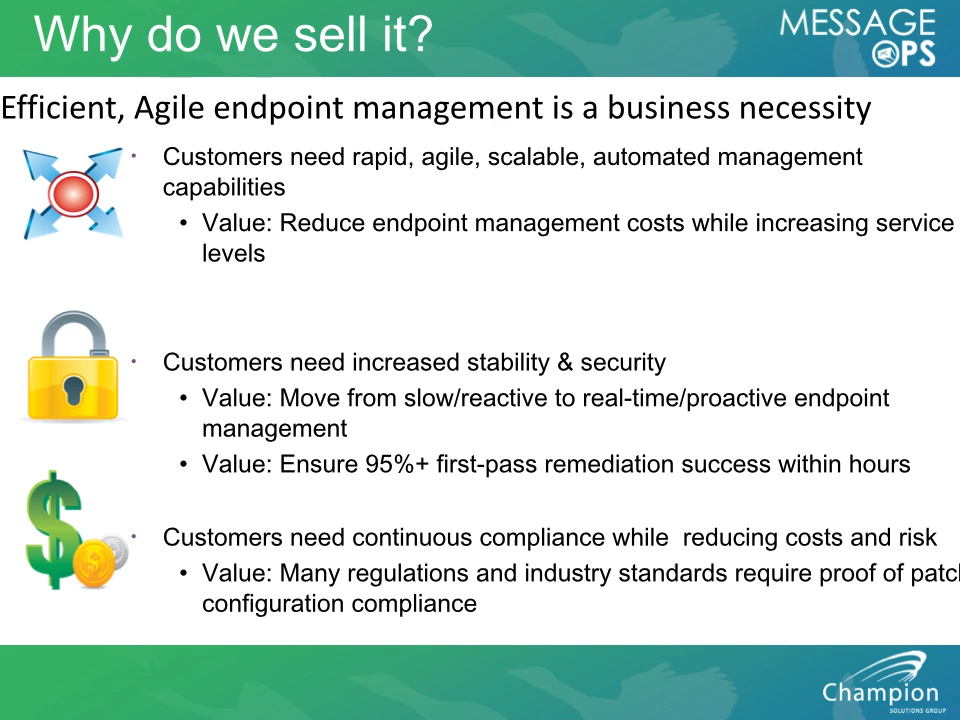 Why do we sell it?
MESSAGE
OPS
Efficient, Agile endpoint management is a business necessity
• Customers need rapid, agile, scalable, automated management
capabilities
• Value: Reduce endpoint management costs while increasing service
levels
• Customers need increased stability & security
• Value: Move from slow/reactive to real-time/proactive endpoint
management
• Value: Ensure 95%+ first-pass remediation success within hours
• Customers need continuous compliance while  reducing costs and risk
• Value: Many regulations and industry standards require proof of patc
configuration compliance
Champion
SOLUTIONS GROUP